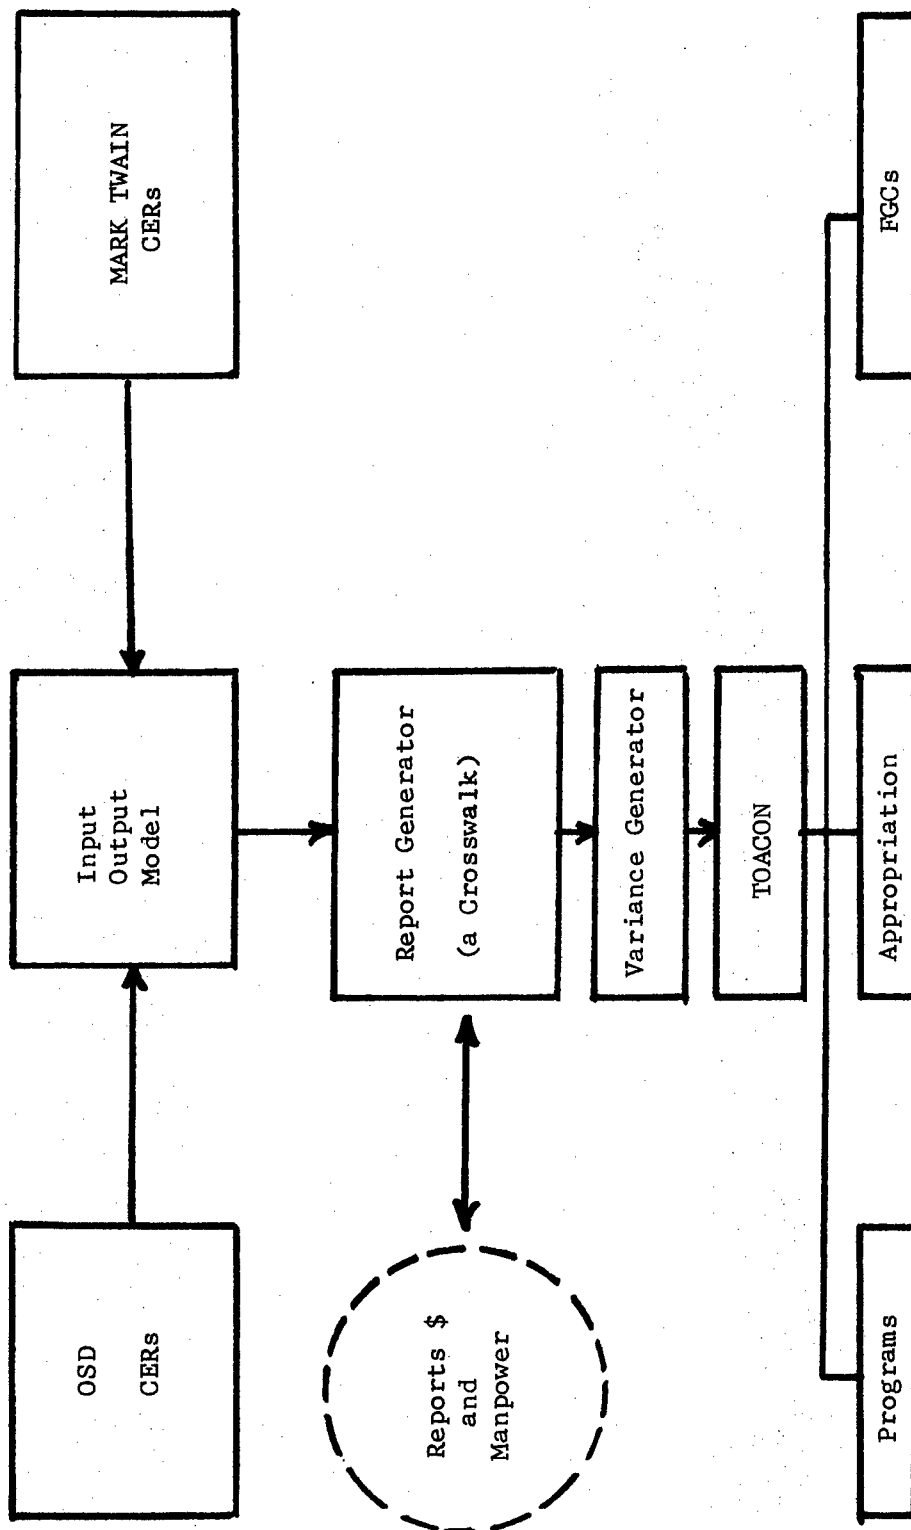 OSD
CERs
Input
Output
Model
MARK TWAIN
CERs
Reports $
and
Manpower
Report Generator
(a Crosswalk)
Variance Generator
TOACON
Programs
Appropriation
FGCs